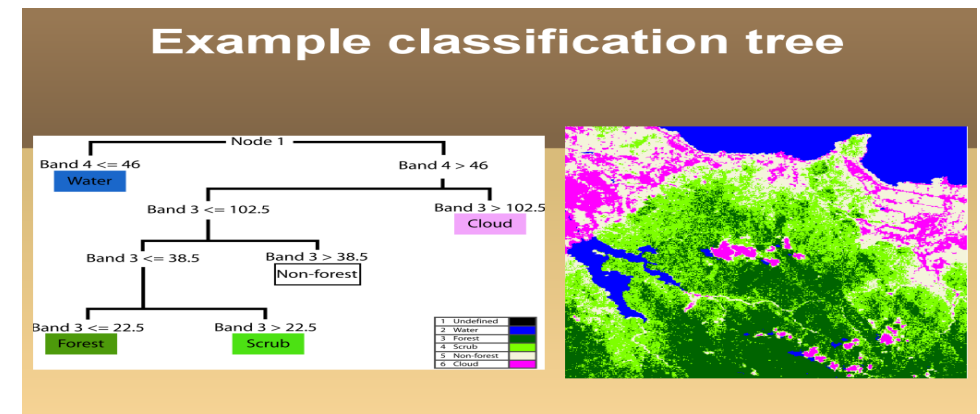 Example classification tree
Node 1
Band 4 <= 46
Band 4 > 46
Water
Band 3 <= 102.5
Band 3 > 102.5
Cloud
Band 3 <= 38.5
Band 3 > 38.5
Non-forest
Band 3 <= 22.5
Band 3 > 22.5
Forest
Scrub
1 Undefined
2 Water
3 Forest
4 Scrub
5 Non-forest
6 Cloud